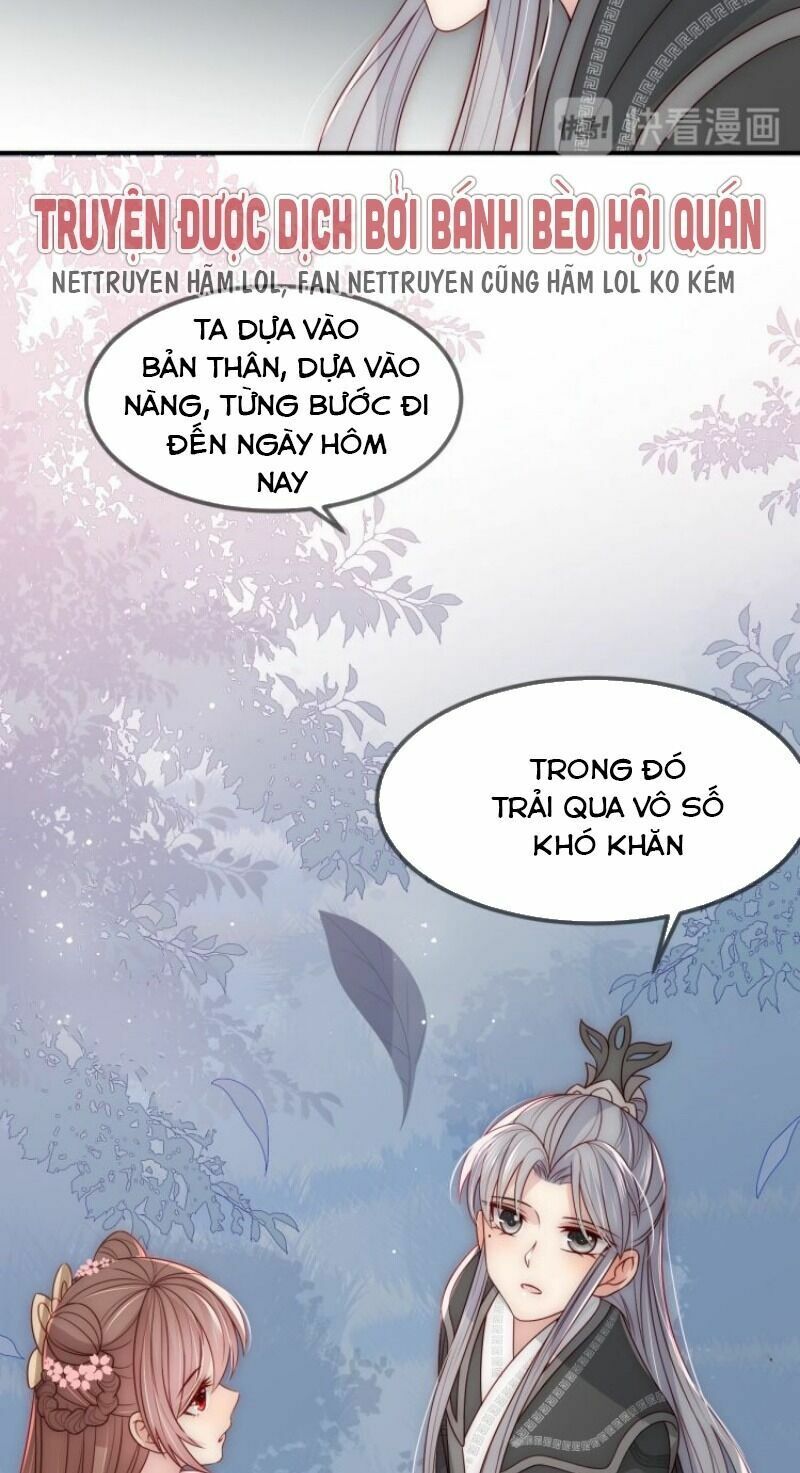 快看! 快看漫画
TRUYỆN ĐƯỢC DỊCH BỞI BÁNH BÈO HỘI QUÁN
NETTRUYEN HÃM LOL, FAN NETTRUYEN CŨNG HÃM LOL KO KÉM
TA DỰA VÀO
BẢN THÂN, DỰA VÀO
NÀNG, TỪNG BƯỚC ĐI
ĐẾN NGÀY HÔM
NAY
TRONG ĐÓ
TRẢI QUA VÔ SỐ
KHÓ KHĂN